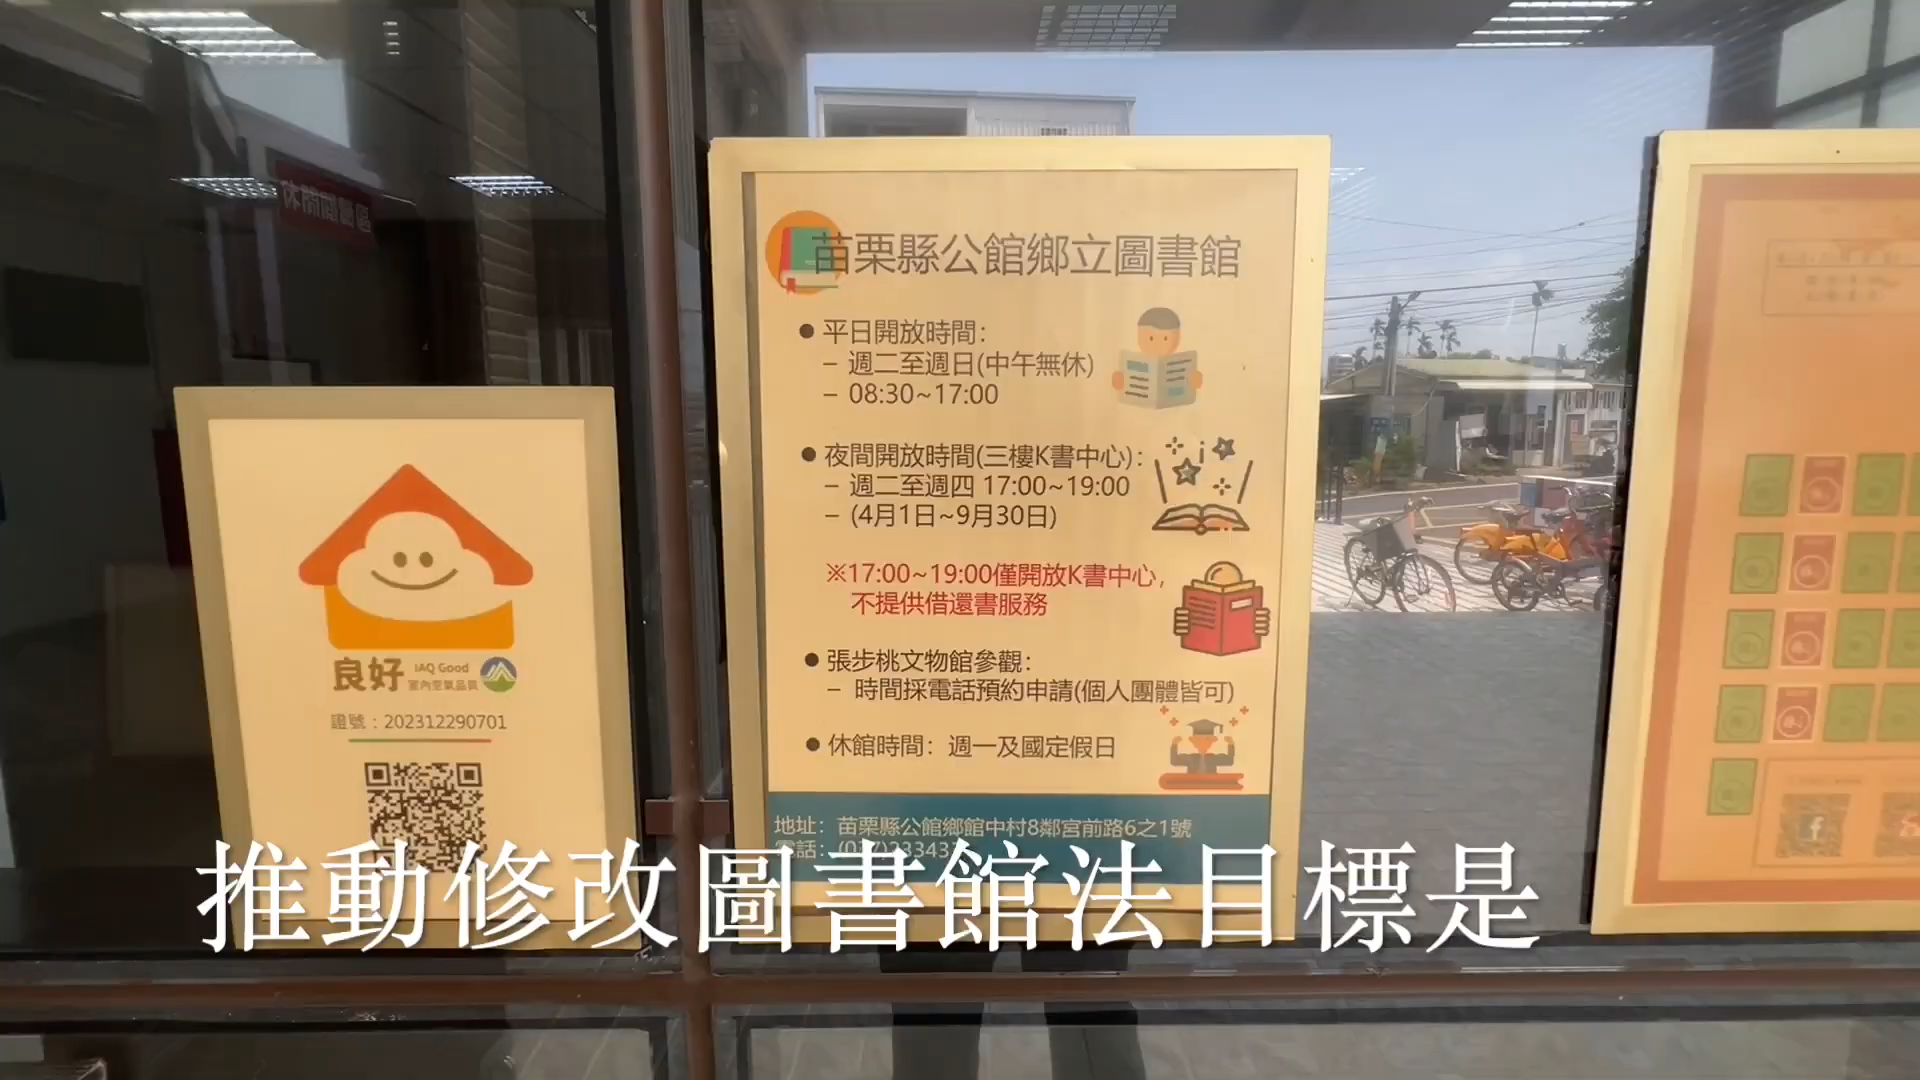 休閒閱覽區
苗栗縣公館鄉立圖書館
● 平日開放時間：
– 週二至週日(中午無休)
– 08:30~17:00
● 夜間開放時間(三樓K書中心)：
– 週二至週四 17:00~19:00
– (4月1日~9月30日)
※17:00~19:00僅開放K書中心，
不提供借還書服務
● 張步桃文物館參觀：
– 時間採電話預約申請(個人團體皆可)
● 休館時間：週一及國定假日
地址：苗栗縣公館鄉館中村8鄰宮前路6之1號
電話：
良好 IAQ Good
室內空氣品質
證號：202312290701
推動修改圖書館法目標是